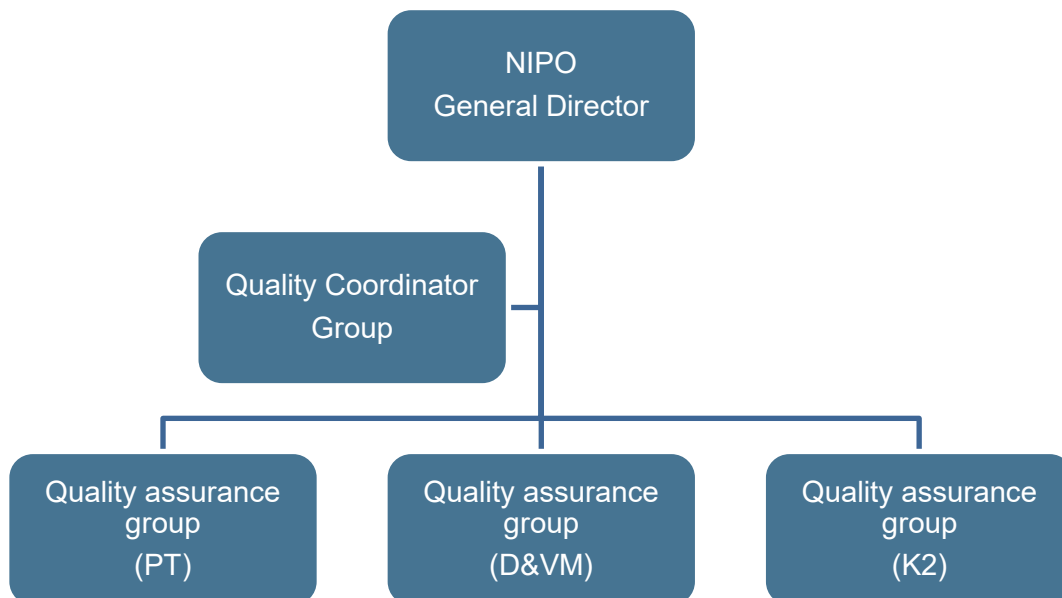 NIPO
General Director
Quality Coordinator
Group
Quality assurance
group
(PT)
Quality assurance
group
(D&VM)
Quality assurance
group
(K2)